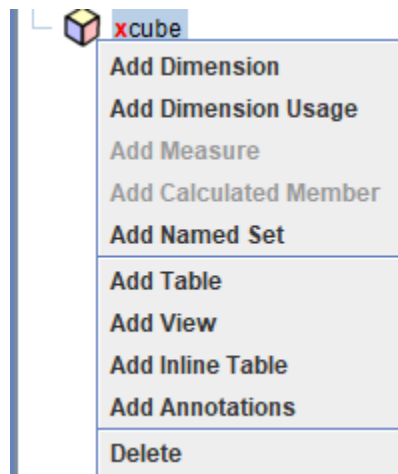 xcube
Add Dimension
Add Dimension Usage
Add Measure
Add Calculated Member
Add Named Set
Add Table
Add View
Add Inline Table
Add Annotations
Delete